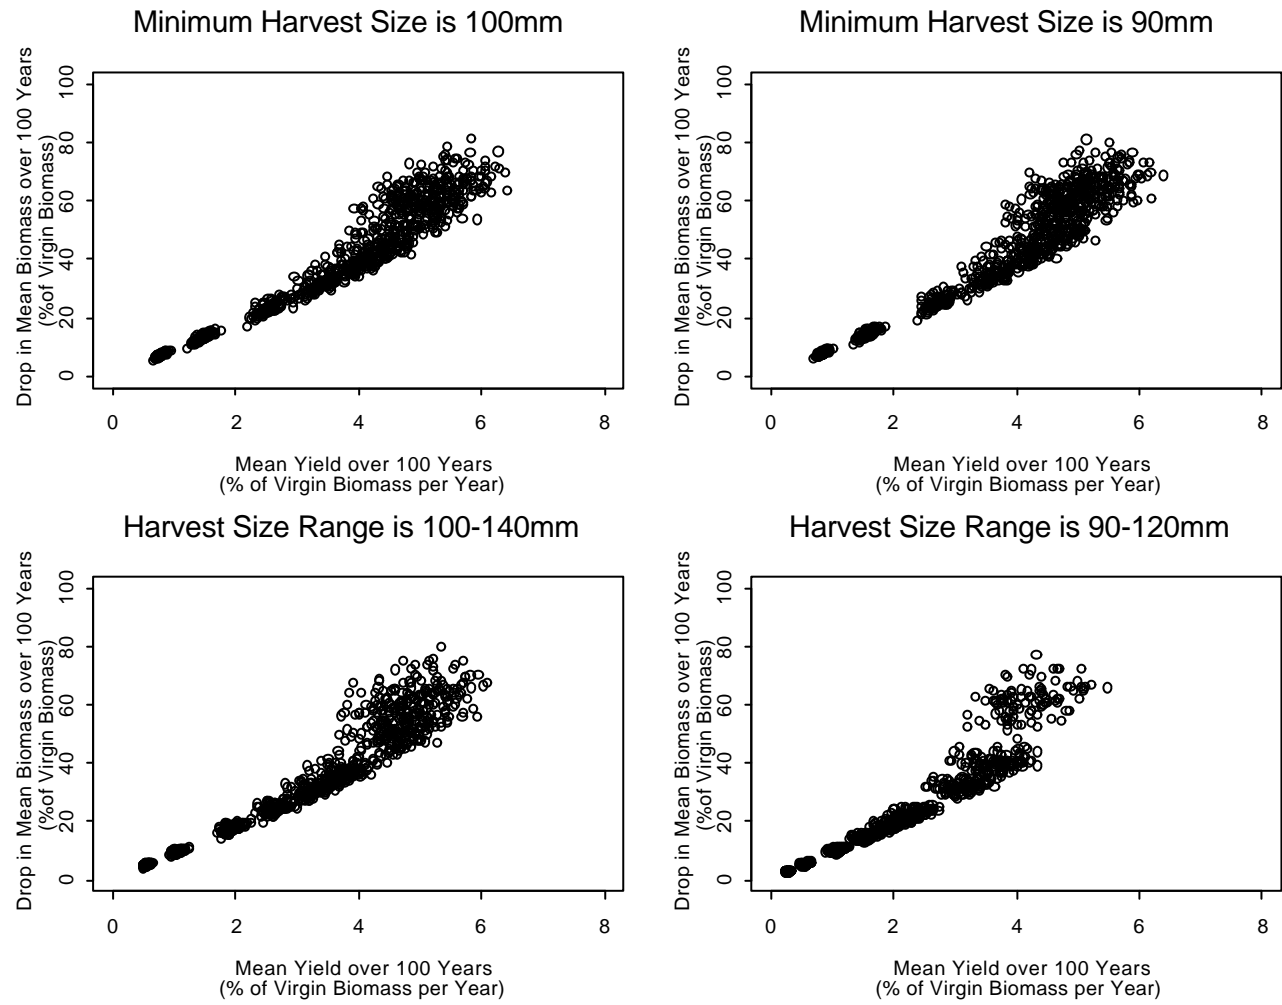 Minimum Harvest Size is 100mm
Drop in Mean Biomass over 100 Years
(%of Virgin Biomass)
100
80
60
40
20
0
0 2 4 6 8
Mean Yield over 100 Years
(% of Virgin Biomass per Year)
Minimum Harvest Size is 90mm
Drop in Mean Biomass over 100 Years
(%of Virgin Biomass)
100
80
60
40
20
0
0 2 4 6 8
Mean Yield over 100 Years
(% of Virgin Biomass per Year)
Harvest Size Range is 100-140mm
Drop in Mean Biomass over 100 Years
(%of Virgin Biomass)
100
80
60
40
20
0
0 2 4 6 8
Mean Yield over 100 Years
(% of Virgin Biomass per Year)
Harvest Size Range is 90-120mm
Drop in Mean Biomass over 100 Years
(%of Virgin Biomass)
100
80
60
40
20
0
0 2 4 6 8
Mean Yield over 100 Years
(% of Virgin Biomass per Year)